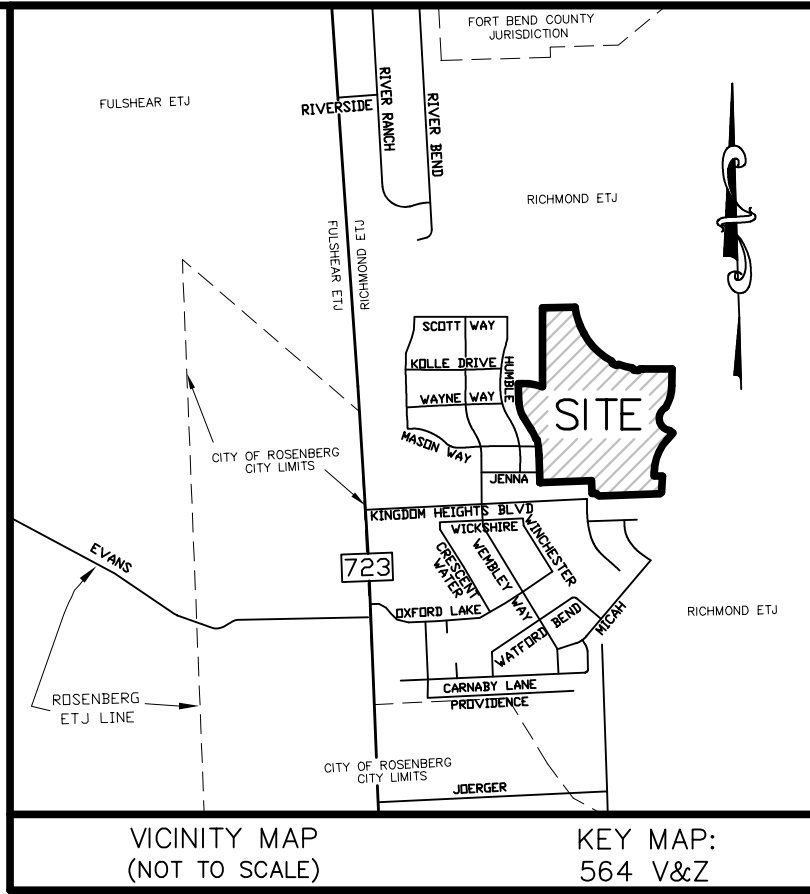 FORT BEND COUNTY
JURISDICTION
FULSHEAR ETJ
RIVERSIDE
RIVER RANCH
RIVER BEND
RICHMOND ETJ
FULSHEAR ETJ
RICHMOND ETJ
SCOTT WAY
KOLLE DRIVE
HUMBLE
WAYNE WAY
SITE
MASON WAY
CITY OF ROSENBERG
CITY LIMITS
JENNA
KINGDOM HEIGHTS BLVD
WICKSHIRE
WINCHESTER
EVANS
723
CRESCENT
WATER
WEMBLEY WAY
OXFORD LAKE
WATFORD BEND
MICAH
RICHMOND ETJ
ROSENBERG
ETJ LINE
CARNABY LANE
PROVIDENCE
CITY OF ROSENBERG
CITY LIMITS
JOERGER
VICINITY MAP
(NOT TO SCALE)
KEY MAP:
564 V&Z